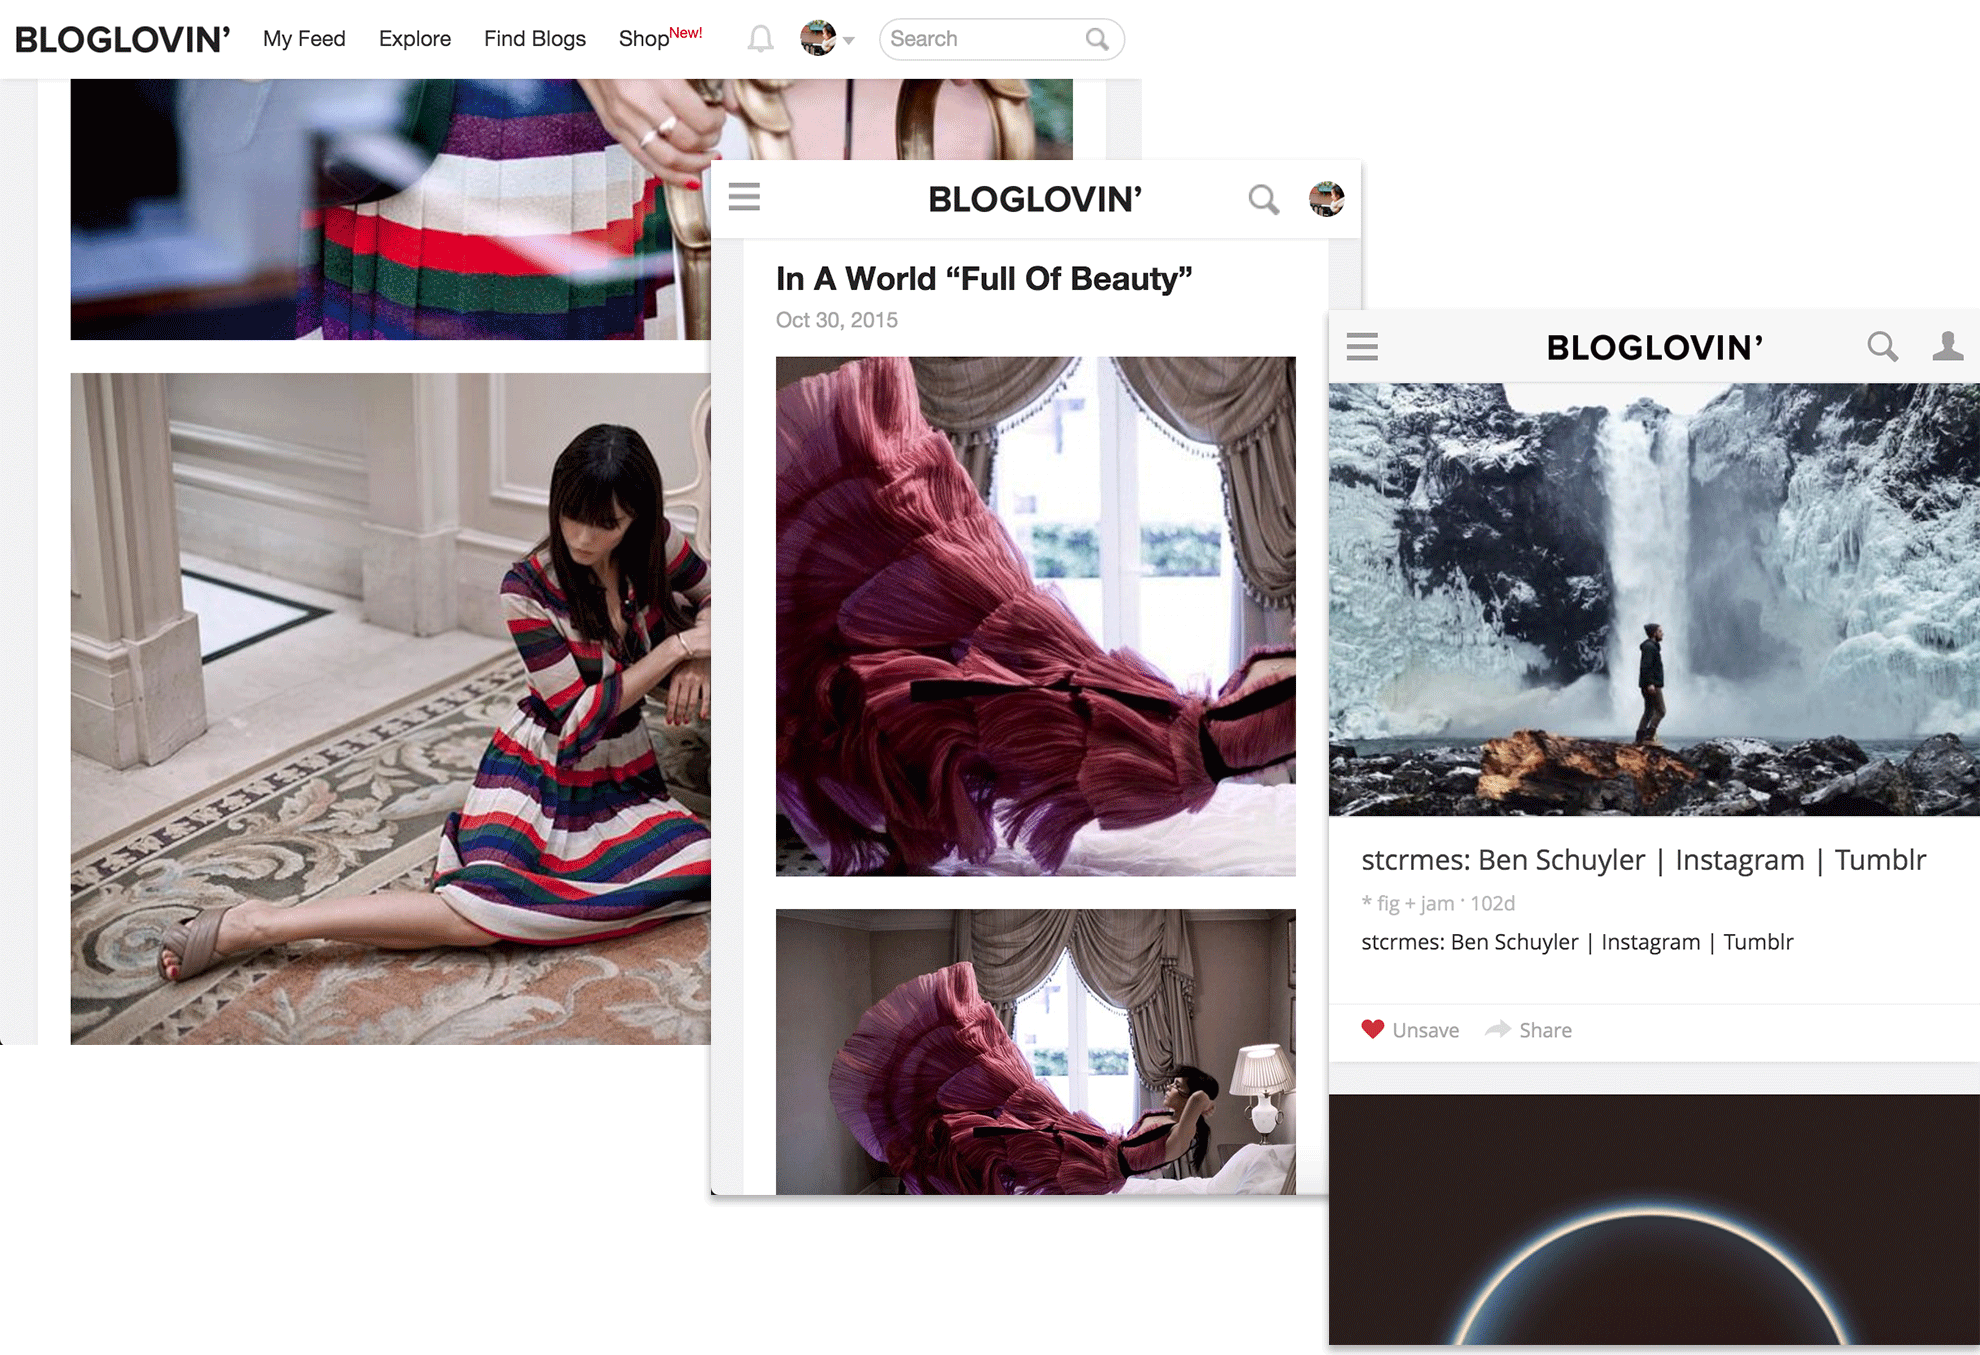 BLOGLOVIN’ My Feed Explore Find Blogs Shop New! Search
BLOGLOVIN’
In A World “Full Of Beauty”
Oct 30, 2015
BLOGLOVIN’
stcrmes: Ben Schuyler | Instagram | Tumblr
* fig + jam · 102d
stcrmes: Ben Schuyler | Instagram | Tumblr
Unsave Share